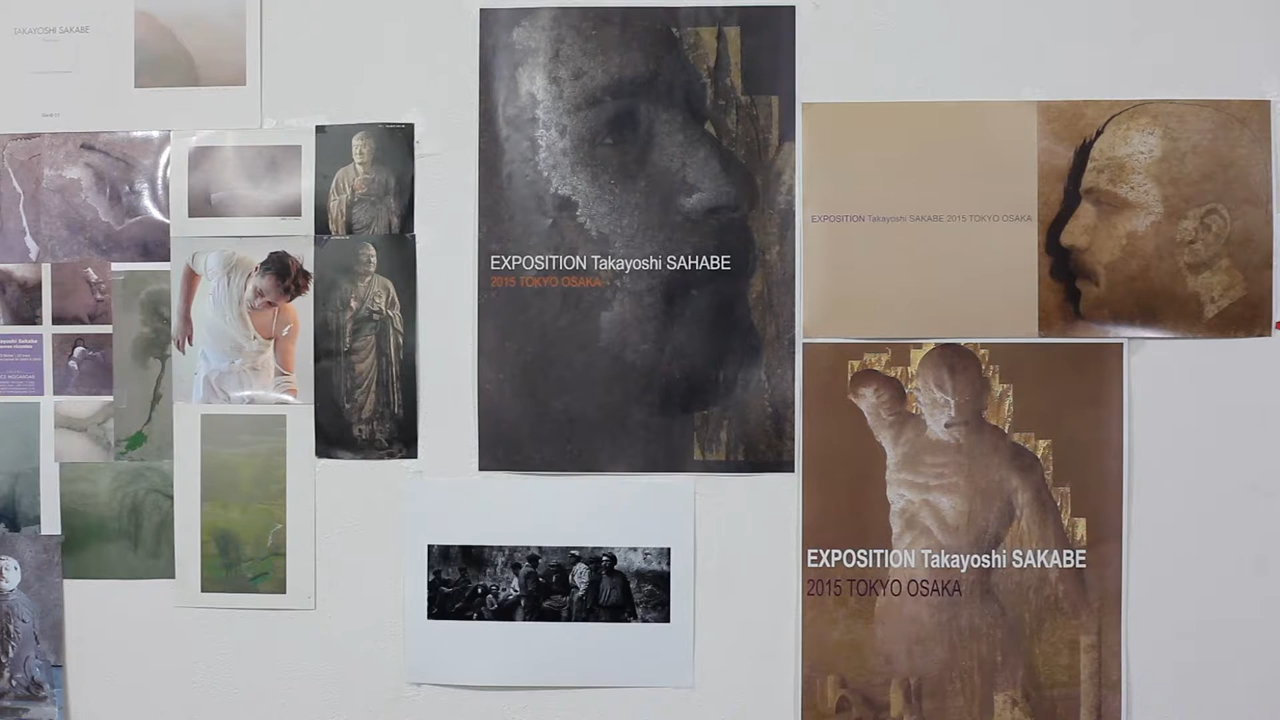 TAKAYOSHI SAKABE
EXPOSITION Takayoshi SAHABE
2015 TOKYO OSAKA
EXPOSITION Takayoshi SAKABE 2015 TOKYO OSAKA
EXPOSITION Takayoshi SAKABE
2015 TOKYO OSAKA
ayoshi Sakabe